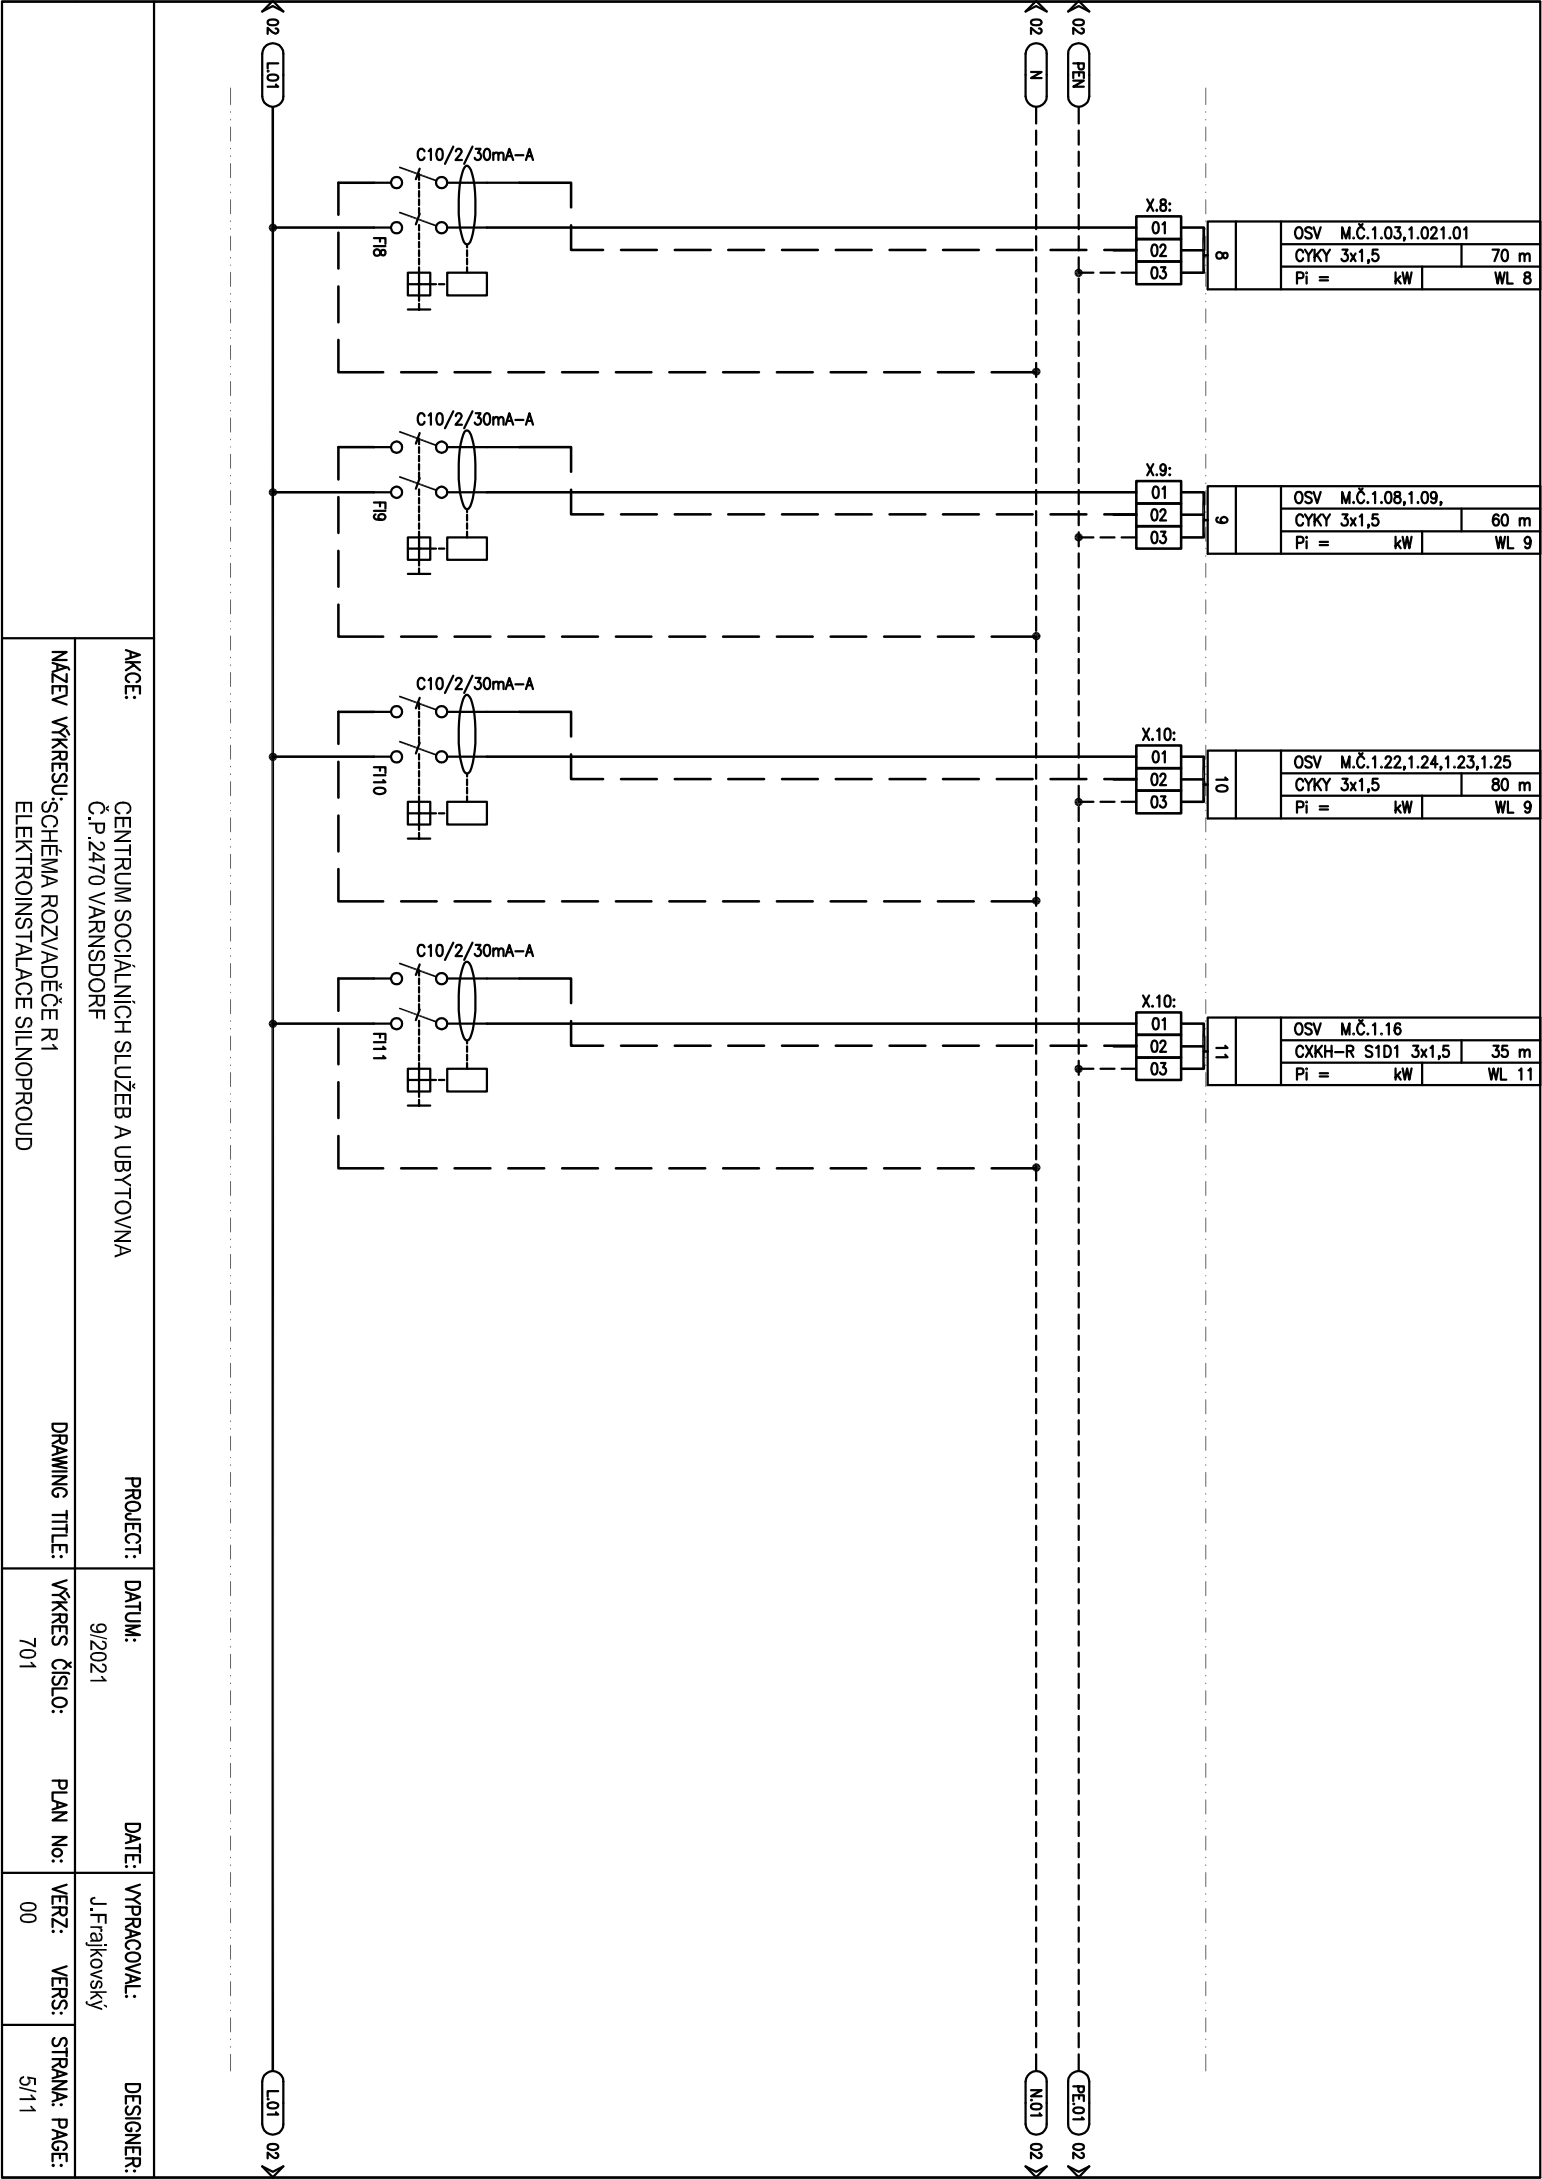 02 L.01
02 N
02 PEN
C10/2/30mA-A
FI8
X.8:
01
02
03
8
OSV M.Č.1.03,1.021.01
CYKY 3x1,5 70 m
Pi = kW WL 8
C10/2/30mA-A
FI9
X.9:
01
02
03
9
OSV M.Č.1.08,1.09,
CYKY 3x1,5 60 m
Pi = kW WL 9
C10/2/30mA-A
FI10
X.10:
01
02
03
10
OSV M.Č.1.22,1.24,1.23,1.25
CYKY 3x1,5 80 m
Pi = kW WL 9
C10/2/30mA-A
FI11
X.10:
01
02
03
11
OSV M.Č.1.16
CXKH-R S1D1 3x1,5 35 m
Pi = kW WL 11
L.01 02
N.01 02
PE.01 02
AKCE: PROJECT:
CENTRUM SOCIÁLNÍCH SLUŽEB A UBYTOVNA
Č.P.2470 VARNSDORF
NÁZEV VÝKRESU: DRAWING TITLE:
SCHÉMA ROZVADĚČE R1
ELEKTROINSTALACE SILNOPROUD
DATUM: DATE:
9/2021
VÝKRES ČÍSLO: PLAN No:
701
VYPRACOVAL: DESIGNER:
J.Frajkovský
VERZ: VERS:
00
STRANA: PAGE:
5/11